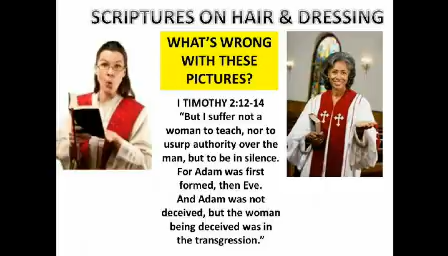 SCRIPTURES ON HAIR & DRESSING
WHAT'S WRONG
WITH THESE
PICTURES?
I TIMOTHY 2:12-14
"But I suffer not a
woman to teach, nor to
usurp authority over the
man, but to be in silence.
For Adam was first
formed, then Eve.
And Adam was not
deceived, but the woman
being deceived was in
the transgression."